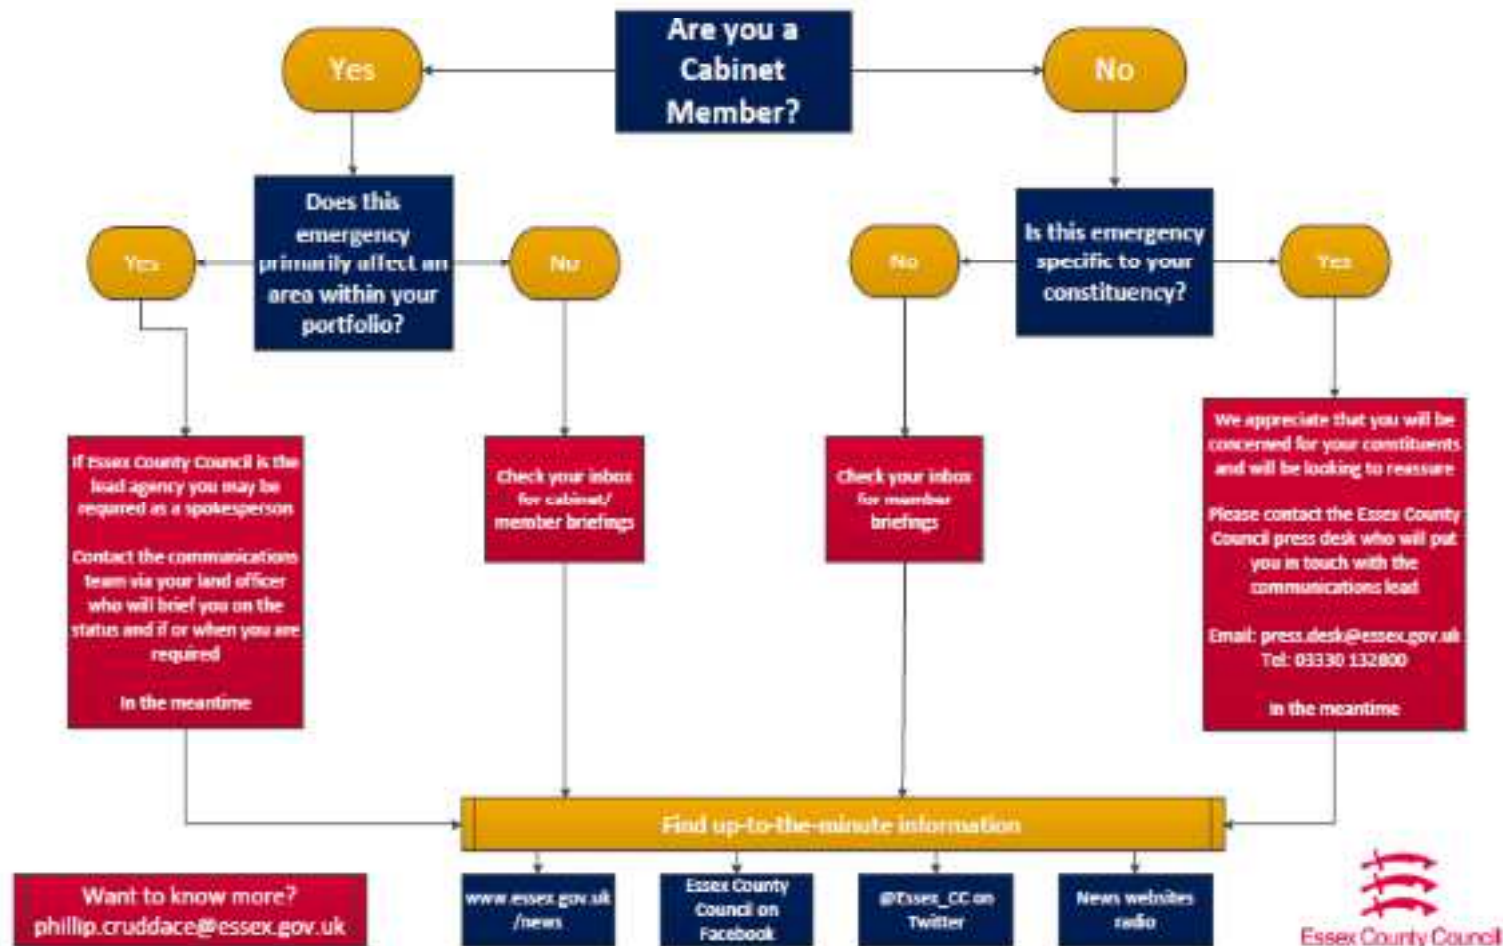 Are you a
Cabinet
Member?
Yes
No
Does this
emergency
primarily affect an
area within your
portfolio?
Yes
No
Is this emergency
specific to your
constituency?
No
Yes
If Essex County Council is the
lead agency you may be
required as a spokesperson
Contact the communications
team via your land officer
who will brief you on the
status and if or when you are
required
In the meantime
Check your inbox
for cabinet/
member briefings
Check your inbox
for member
briefings
We appreciate that you will be
concerned for your constituents
and will be looking to reassure
Please contact the Essex County
Council press desk who will put
you in touch with the
communications lead
Email: press.desk@essex.gov.uk
Tel: 03330 132800
In the meantime
Find up-to-the-minute information
www.essex.gov.uk
/news
Essex County
Council on
Facebook
@Essex_CC on
Twitter
News websites
radio
Want to know more?
phillip.cruddace@essex.gov.uk
Essex County Council